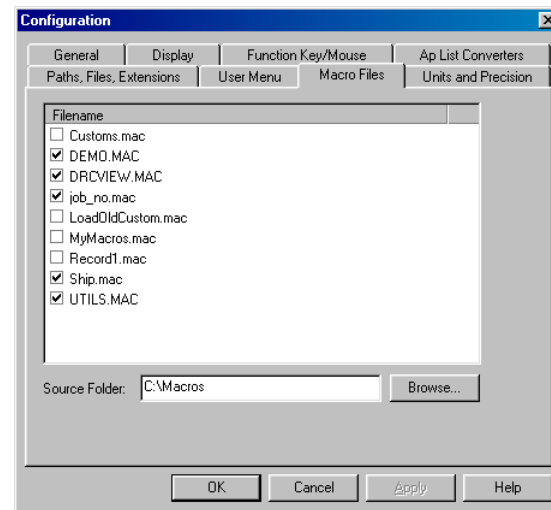 Configuration
General Display Function Key/Mouse Ap List Converters
Paths, Files, Extensions User Menu Macro Files Units and Precision
Filename
Customs.mac
DEMO.MAC
DRCVIEW.MAC
job_no.mac
LoadOldCustom.mac
MyMacros.mac
Record1.mac
Ship.mac
UTILS.MAC
Source Folder: C:\Macros Browse...
OK Cancel Apply Help